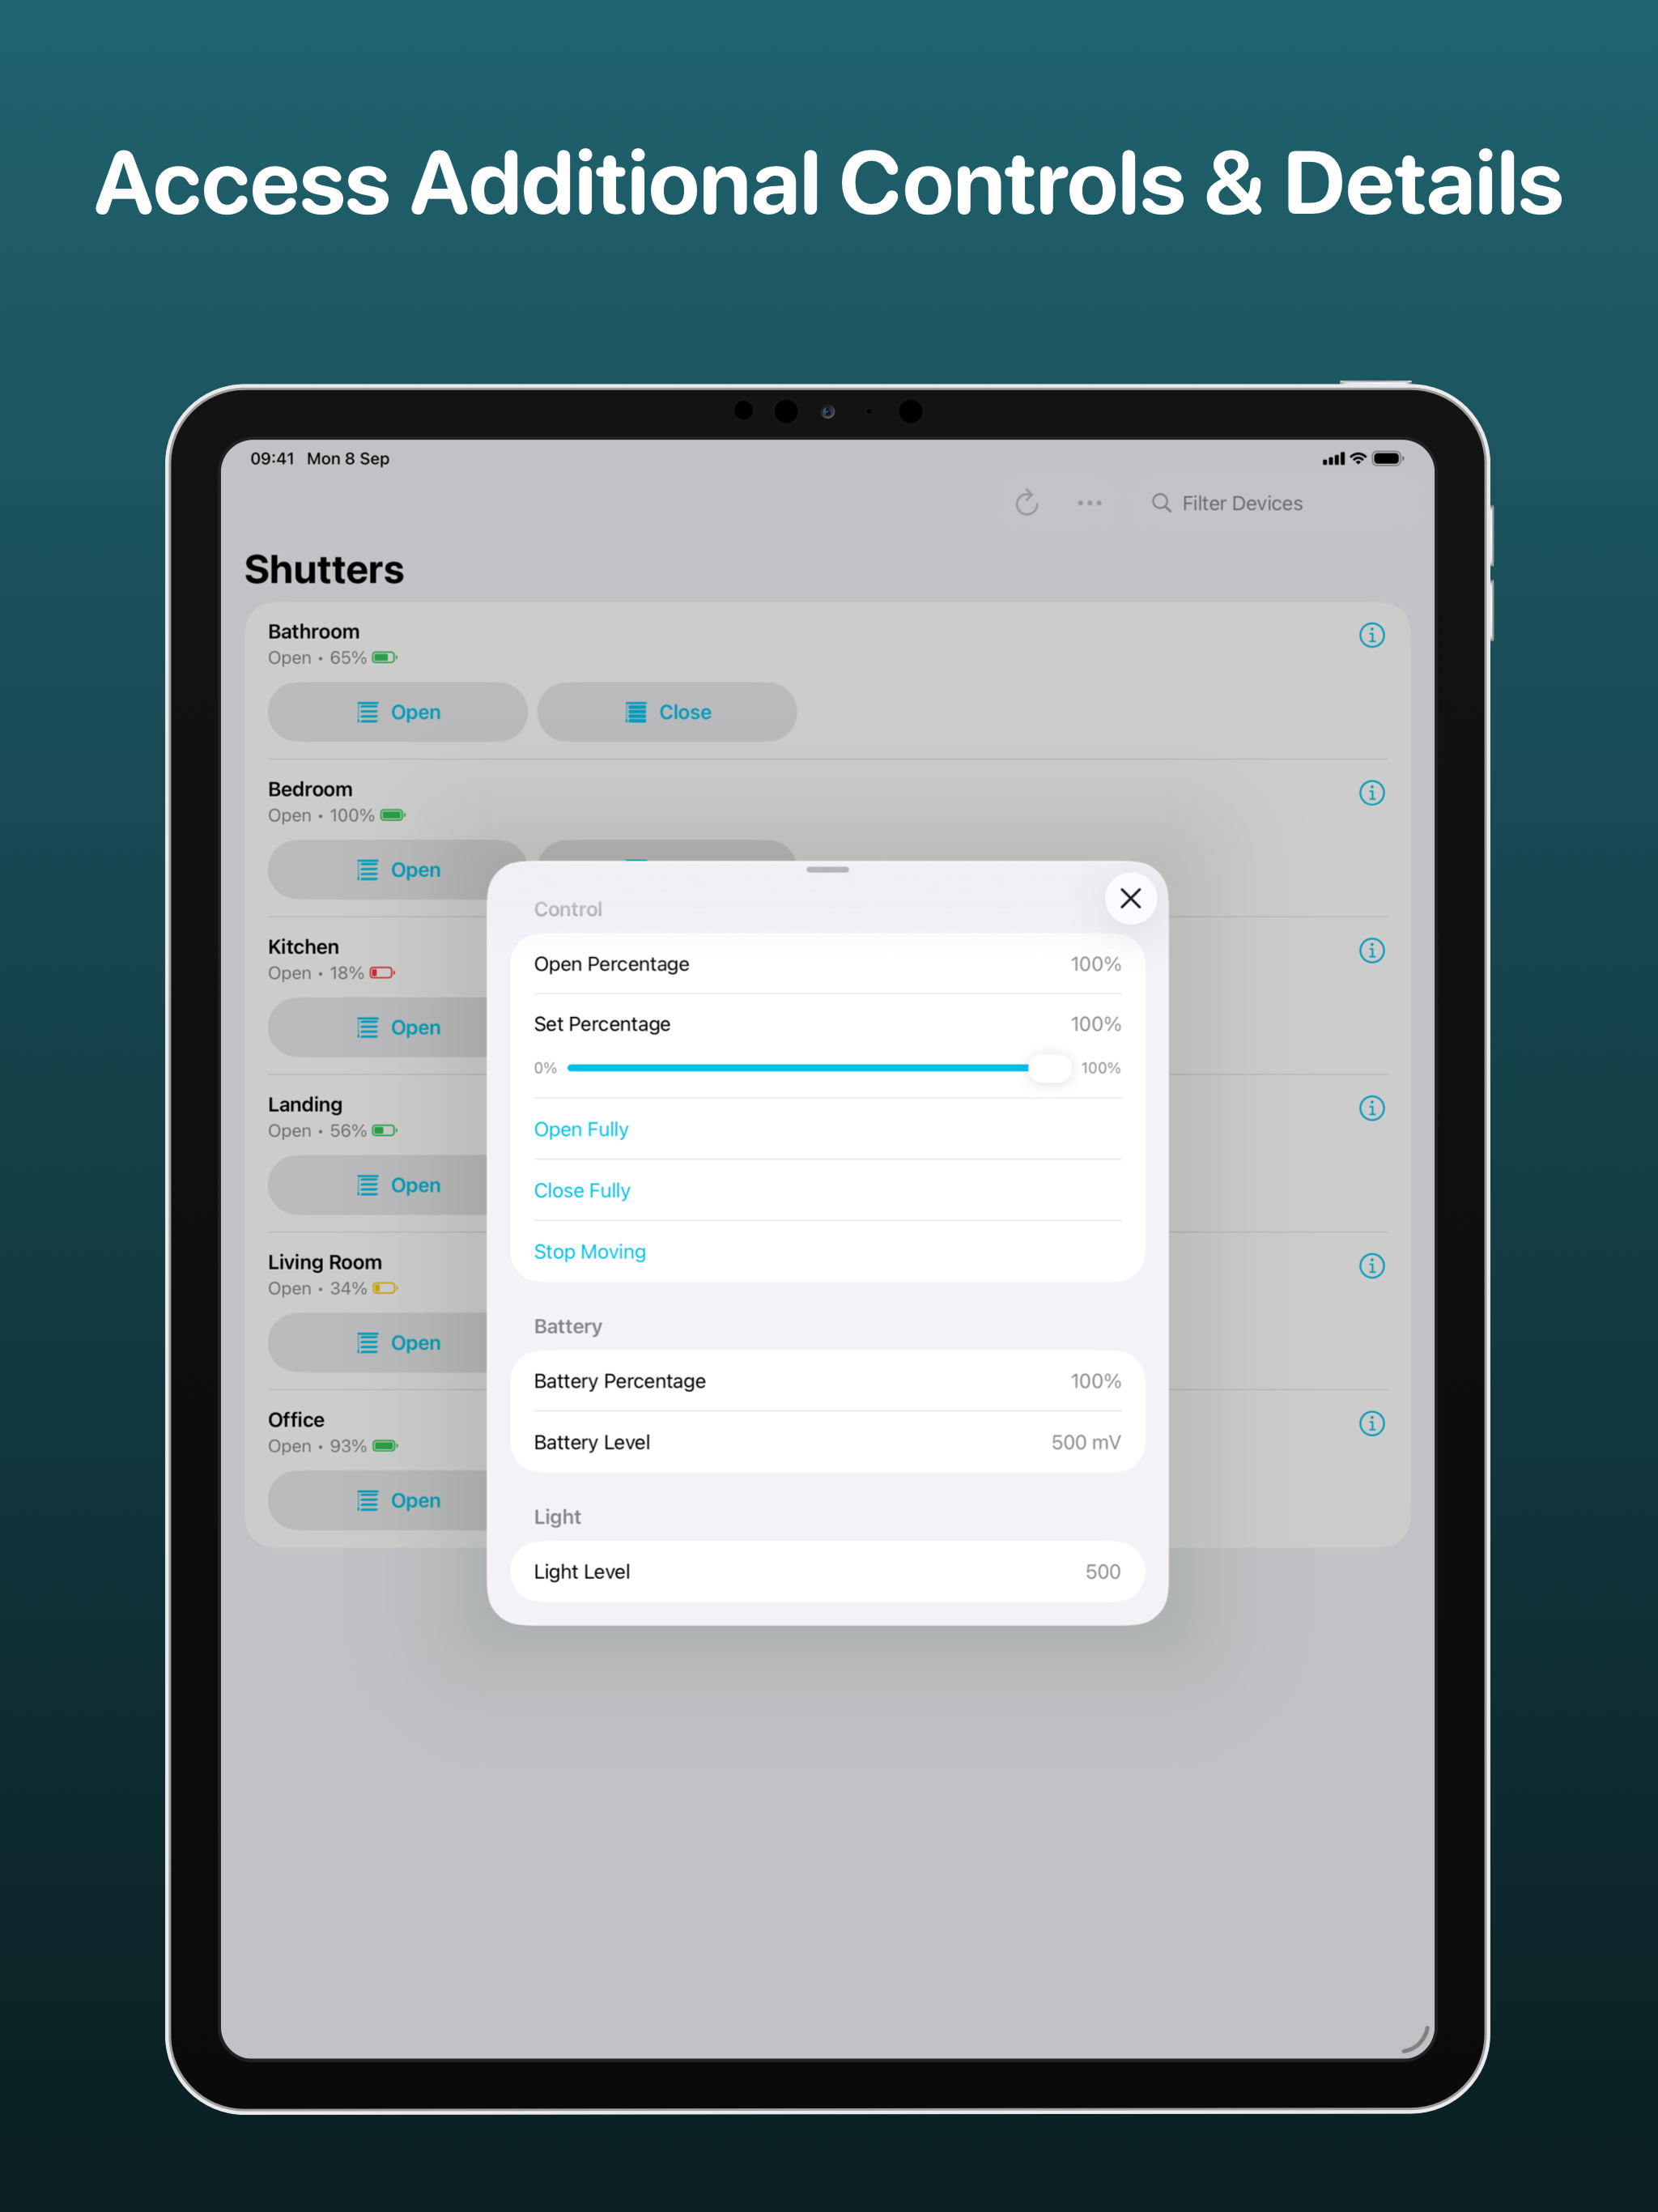 Access Additional Controls & Details
09:41 Mon 8 Sep
Filter Devices
Shutters
Bathroom
Open • 65%
Open Close
Bedroom
Open • 100%
Open
Control
Kitchen
Open • 18%
Open Percentage 100%
Open
Set Percentage 100%
0% 100%
Landing
Open • 56%
Open Fully
Open
Close Fully
Living Room
Open • 34%
Stop Moving
Open
Battery
Battery Percentage 100%
Office
Open • 93%
Battery Level 500 mV
Open
Light
Light Level 500